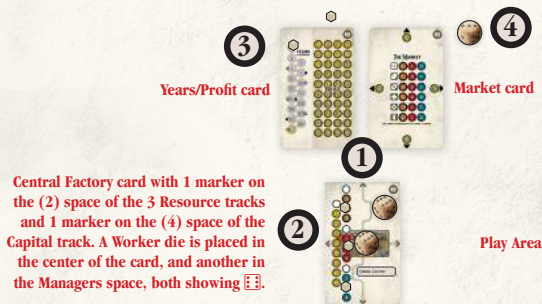 4
3
THE MARKET
Years/Profit card
Market card
1
Central Factory card with 1 marker on
the (2) space of the 3 Resource tracks
and 1 marker on the (4) space of the
Capital track. A Worker die is placed in
the center of the card, and another in
the Managers space, both showing ⚅.
2
Play Area